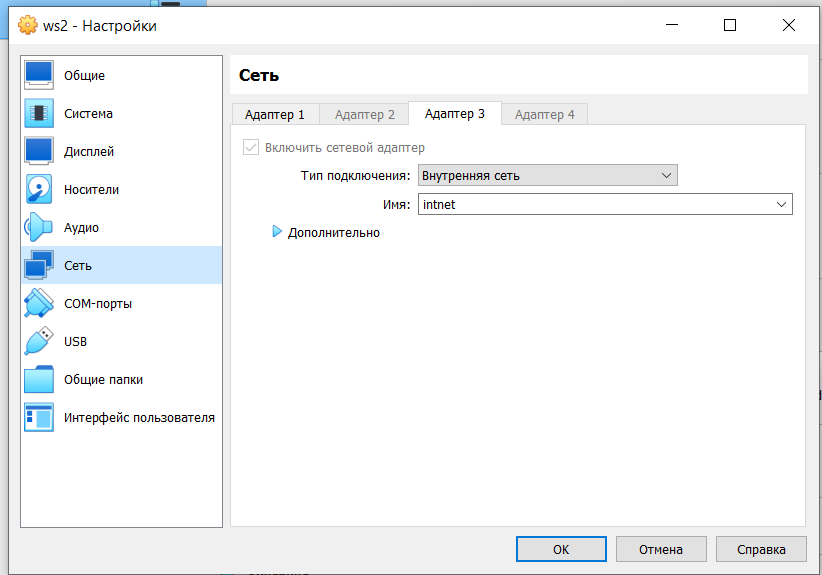 ws2 - Настройки
Общие
Система
Дисплей
Носители
Аудио
Сеть
COM-порты
USB
Общие папки
Интерфейс пользователя
Сеть
Адаптер 1
Адаптер 2
Адаптер 3
Адаптер 4
Включить сетевой адаптер
Тип подключения: Внутренняя сеть
Имя: intnet
Дополнительно
OK
Отмена
Справка